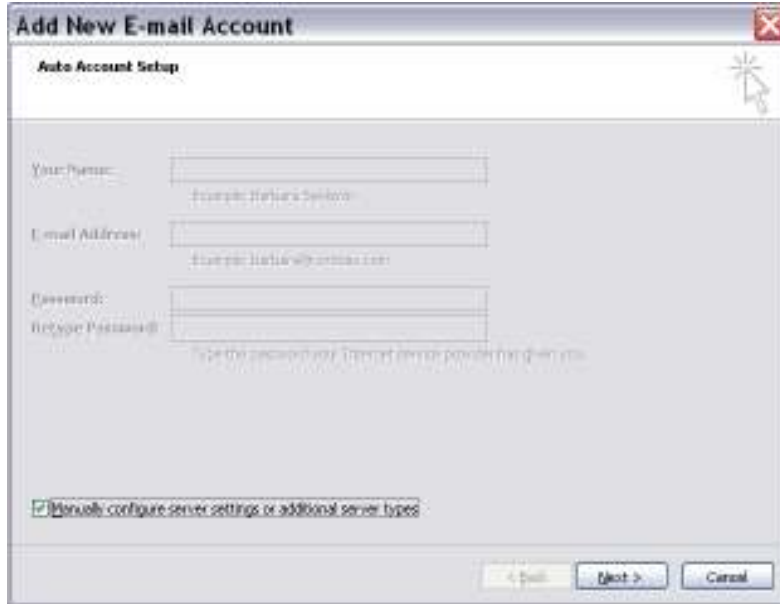 Add New E-mail Account
Auto Account Setup
Your Name:
Example: Barbara Sankovic
E-mail Address:
Example: barbara@contoso.com
Password:
Retype Password:
Type the password your Internet service provider has given you.
Manually configure server settings or additional server types
< Back
Next >
Cancel